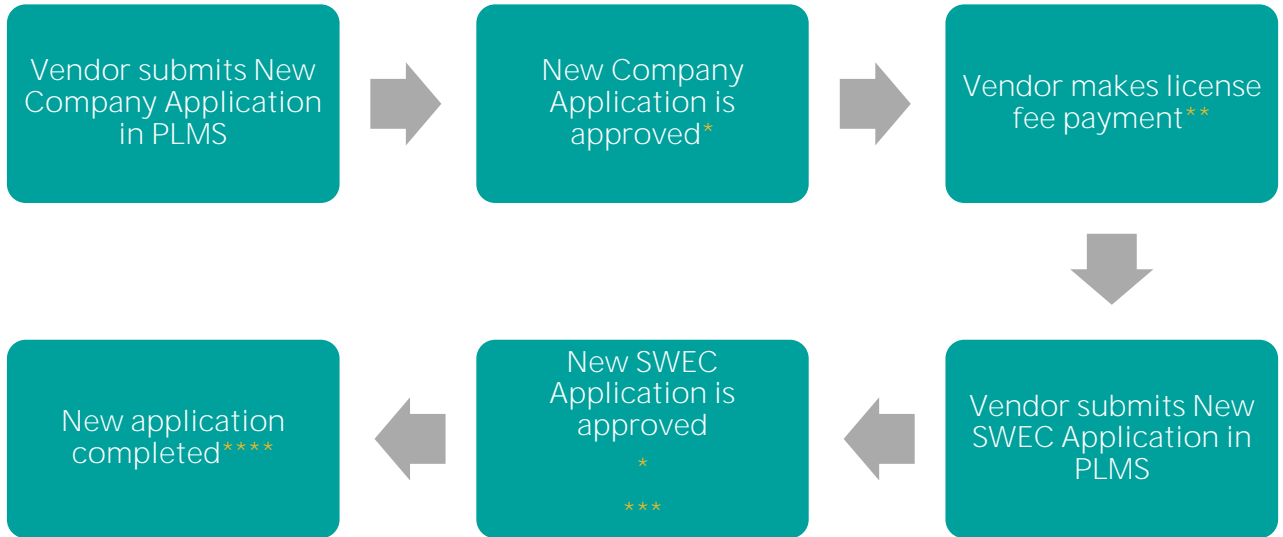 Vendor submits New
Company Application
in PLMS
New Company
Application is
approved*
Vendor makes license
fee payment**
Vendor submits New
SWEC Application in
PLMS
New SWEC
Application is
approved
*
***
New application
completed****